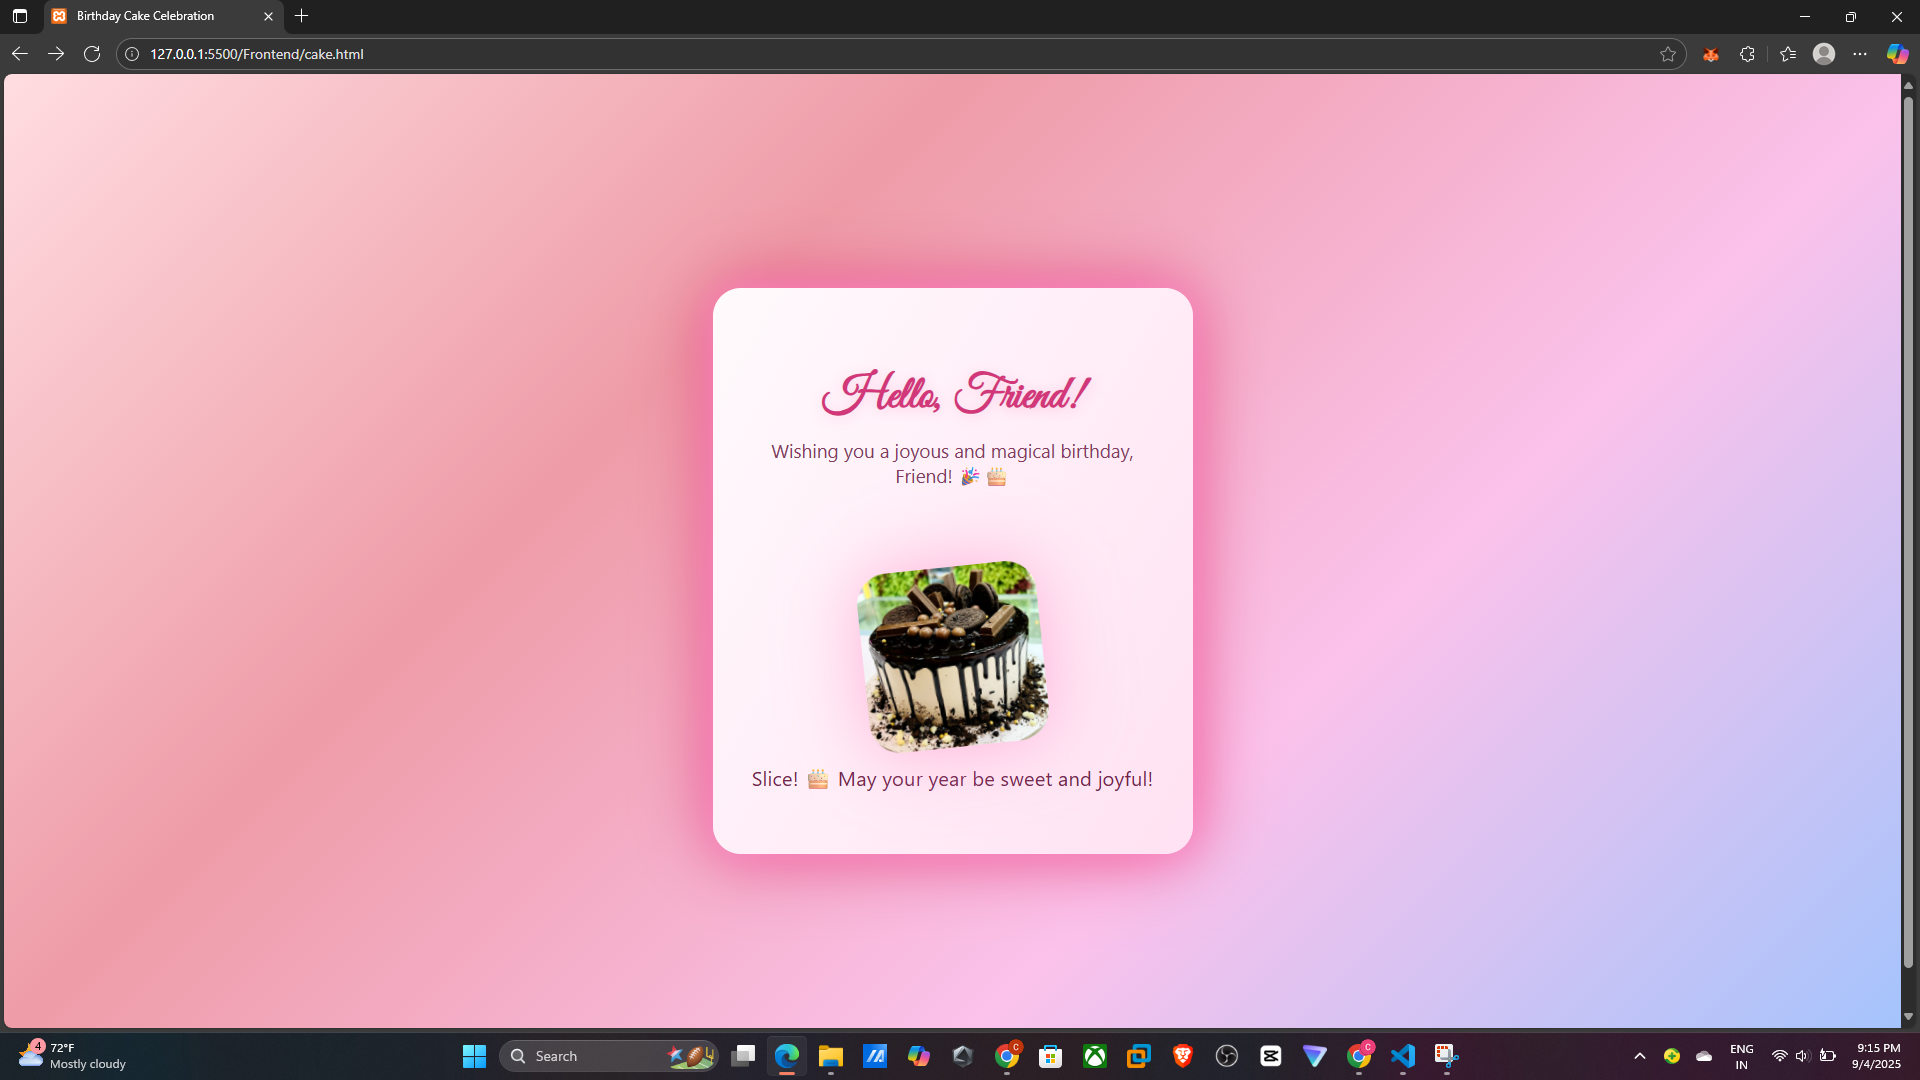 Birthday Cake Celebration
127.0.0.1:5500/Frontend/cake.html
Hello, Friend!
Wishing you a joyous and magical birthday,
Friend! 🎉 🎂
Slice! 🎂 May your year be sweet and joyful!
4
72°F
Mostly cloudy
Search
C
C
ENG
IN
9:15 PM
9/4/2025